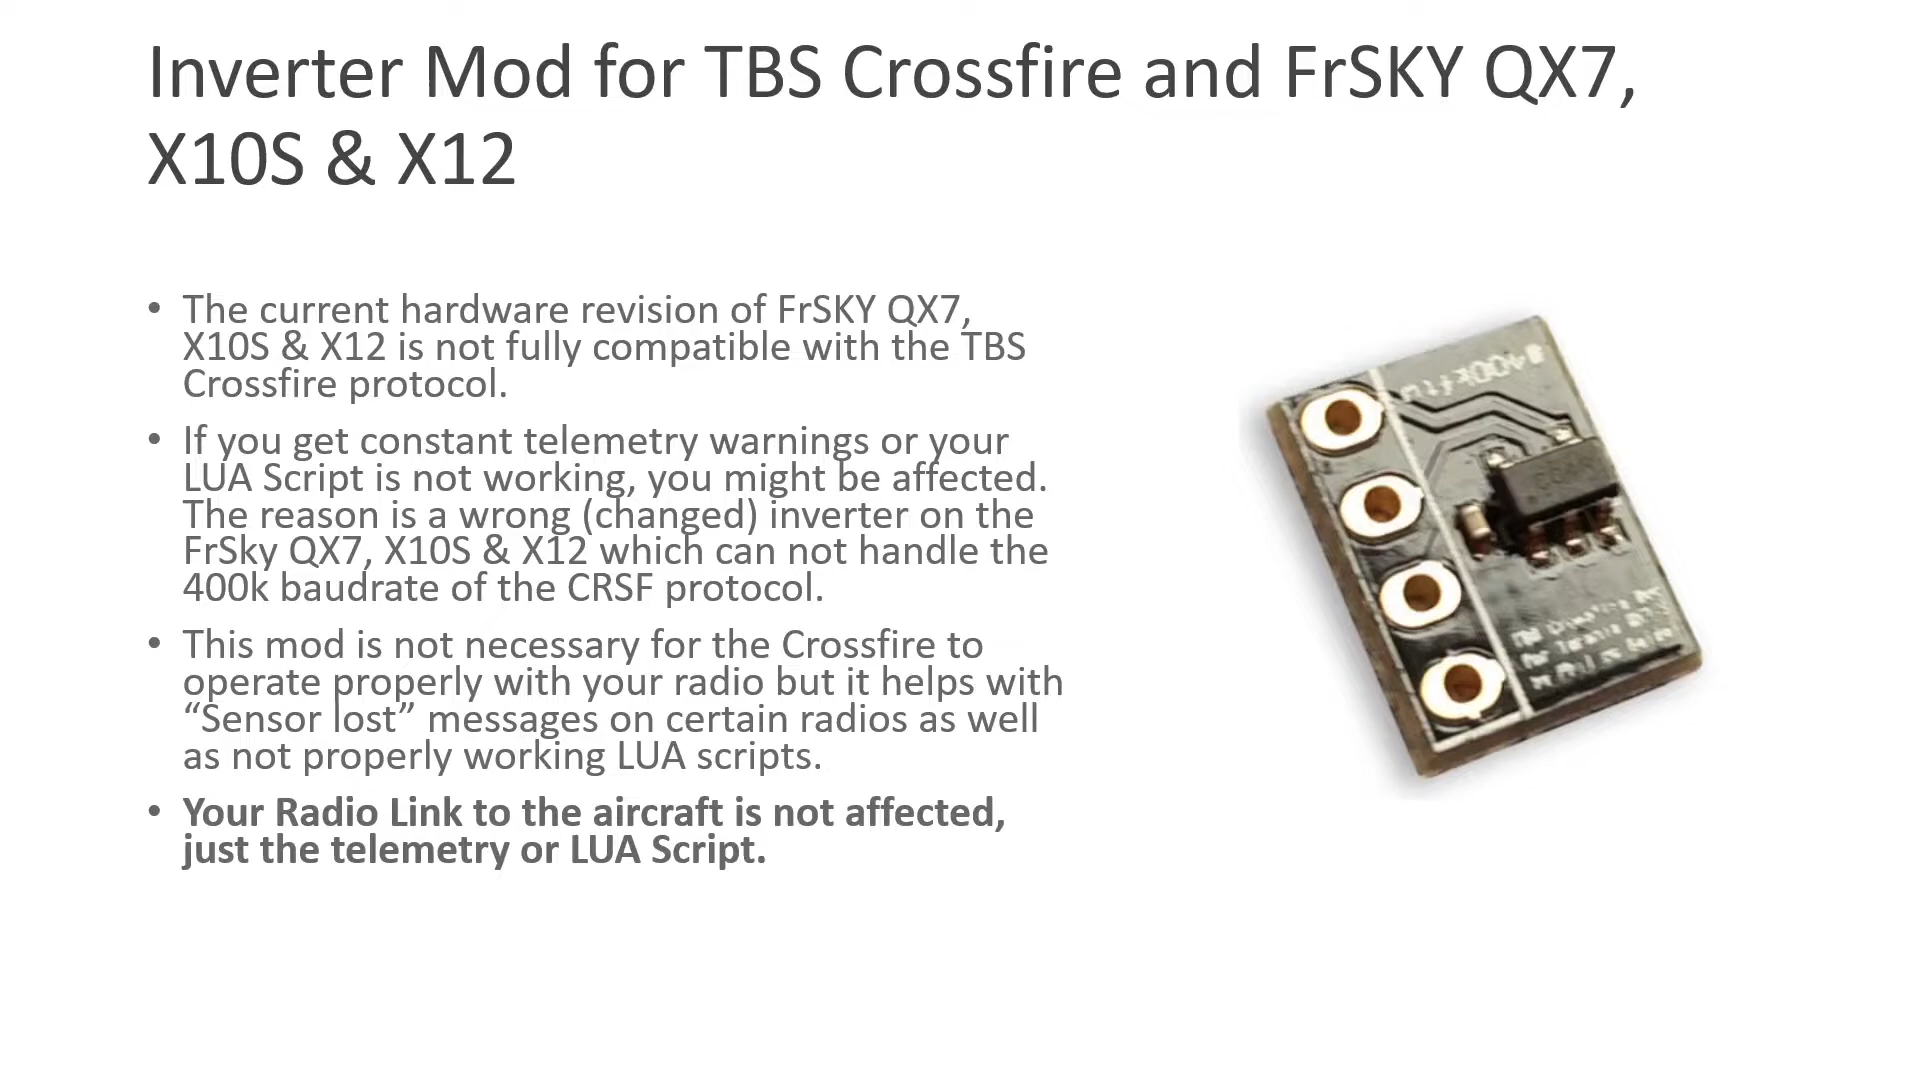 Inverter Mod for TBS Crossfire and FrSKY QX7,
X10S & X12
• The current hardware revision of FrSKY QX7,
X10S & X12 is not fully compatible with the TBS
Crossfire protocol.
• If you get constant telemetry warnings or your
LUA Script is not working, you might be affected.
The reason is a wrong (changed) inverter on the
FrSky QX7, X10S & X12 which can not handle the
400k baudrate of the CRSF protocol.
• This mod is not necessary for the Crossfire to
operate properly with your radio but it helps with
“Sensor lost” messages on certain radios as well
as not properly working LUA scripts.
• Your Radio Link to the aircraft is not affected,
just the telemetry or LUA Script.